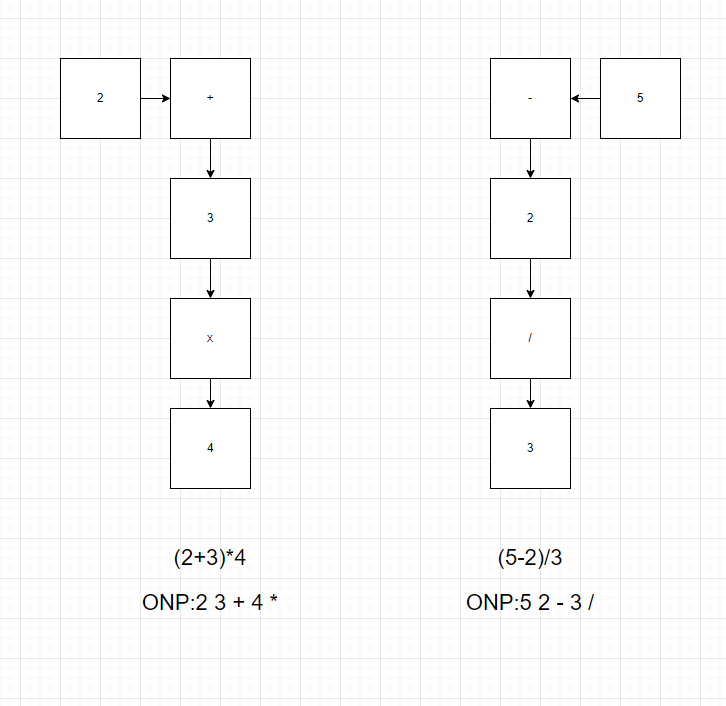 2 + - 5
3 2
x /
4 3
(2+3)*4 (5-2)/3
ONP:2 3 + 4 * ONP:5 2 - 3 /